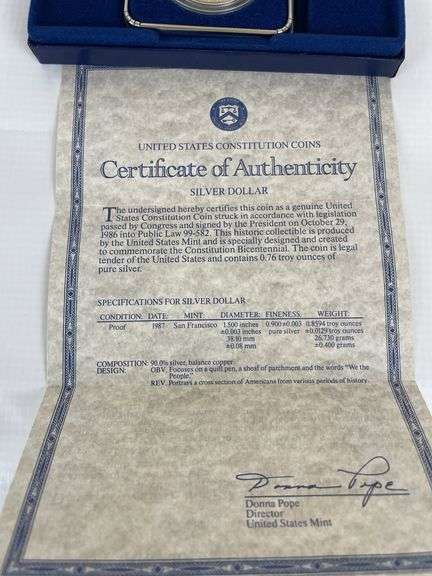 UNITED STATES CONSTITUTION COINS
Certificate of Authenticity
SILVER DOLLAR
The undersigned hereby certifies this coin as a genuine United
States Constitution Coin struck in accordance with legislation
passed by Congress and signed by the President on October 29,
1986 into Public Law 99-582. This historic collectible is produced
by the United States Mint and is specially designed and created
to commemorate the Constitution Bicentennial. The coin is legal
tender of the United States and contains 0.76 troy ounces of
pure silver.
SPECIFICATIONS FOR SILVER DOLLAR
CONDITION: DATE: MINT: DIAMETER: FINENESS: WEIGHT:
Proof 1987 San Francisco 1.500 inches 0.900±0.003 0.8594 troy ounces
±0.003 inches pure silver ±0.0129 troy ounces
38.10 mm 26.730 grams
±0.08 mm ±0.400 grams
COMPOSITION: 90.0% silver, balance copper.
DESIGN: OBV. Focuses on a quill pen, a sheaf of parchment and the words "We the
People."
REV. Portrays a cross section of Americans from various periods of history.
Donna Pope
Donna Pope
Director
United States Mint